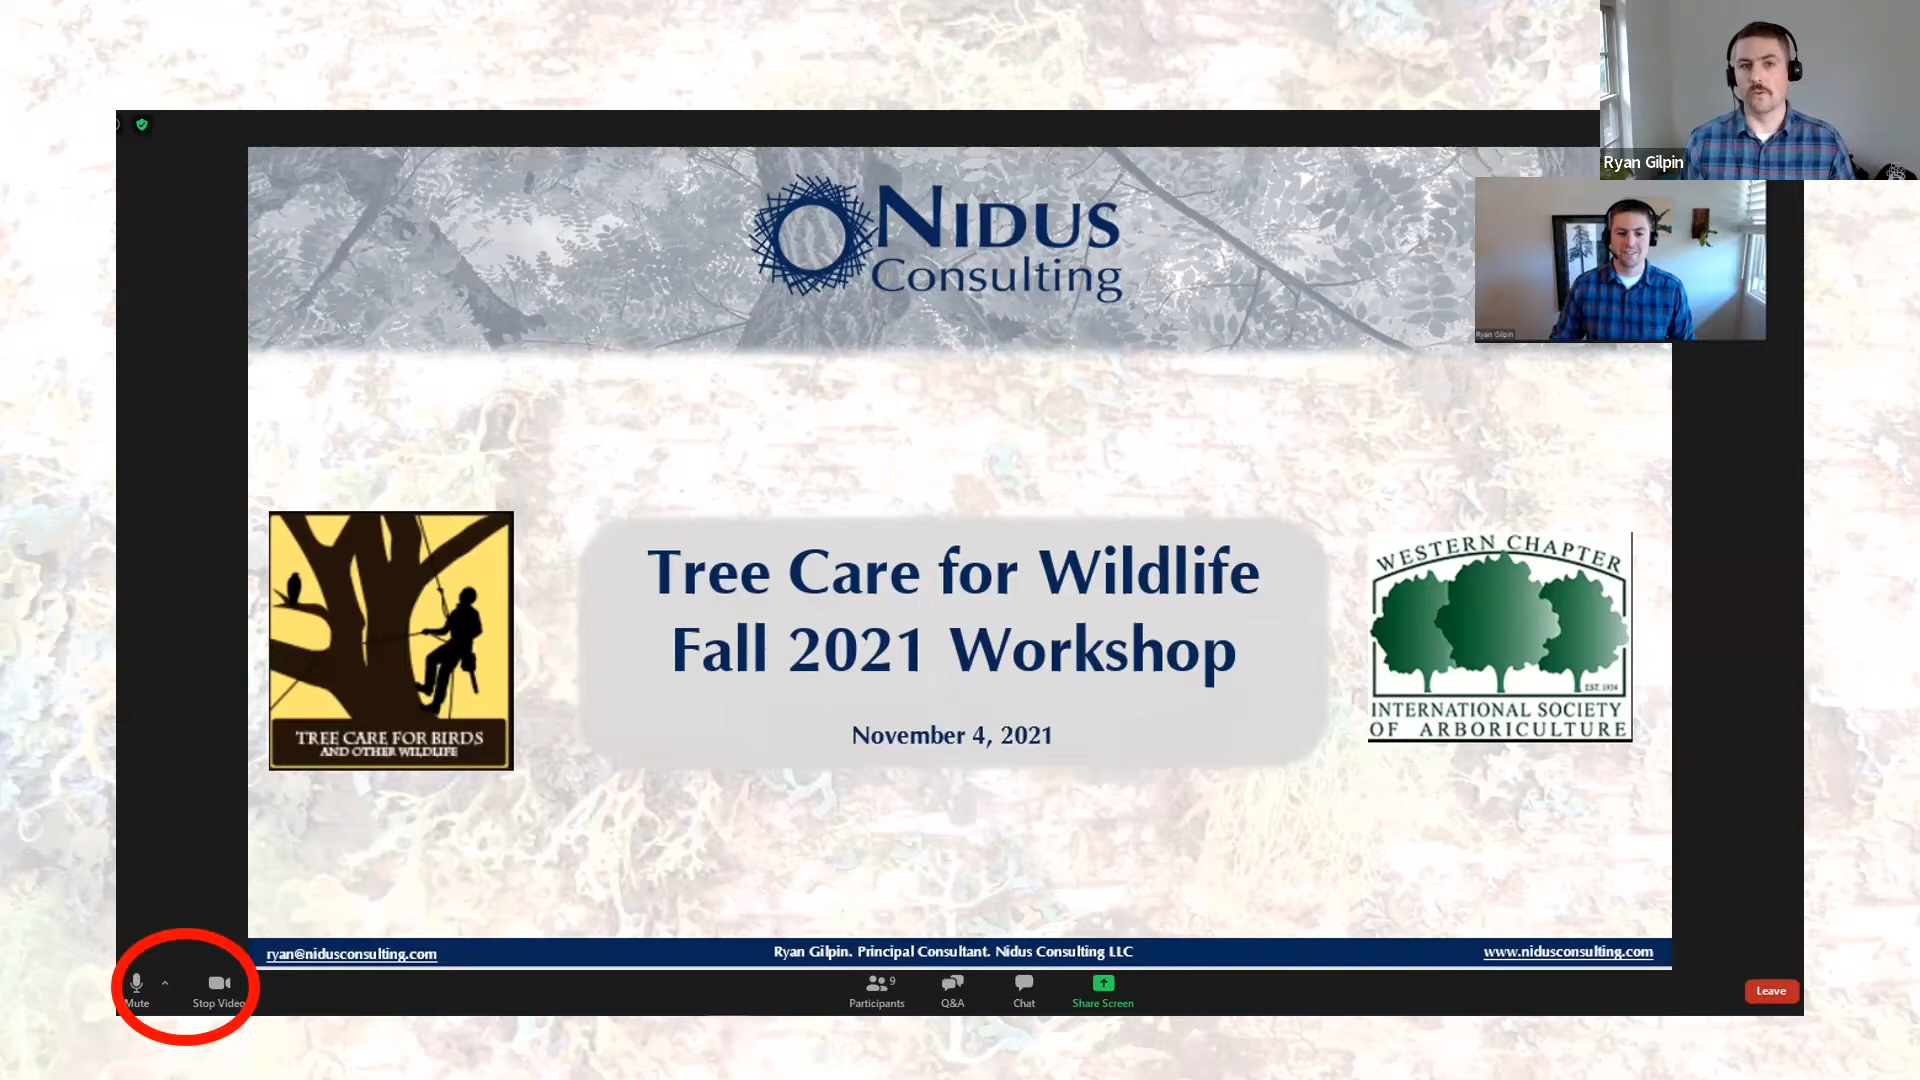 Ryan Gilpin
NIDUS
Consulting
Ryan Gilpin
Tree Care for Wildlife
Fall 2021 Workshop
November 4, 2021
TREE CARE FOR BIRDS
AND OTHER WILDLIFE
WESTERN CHAPTER
EST. 1934
INTERNATIONAL SOCIETY
OF ARBORICULTURE
ryan@nidusconsulting.com
Ryan Gilpin. Principal Consultant. Nidus Consulting LLC
www.nidusconsulting.com
Mute
Stop Video
9
Participants
Q&A
Chat
Share Screen
Leave